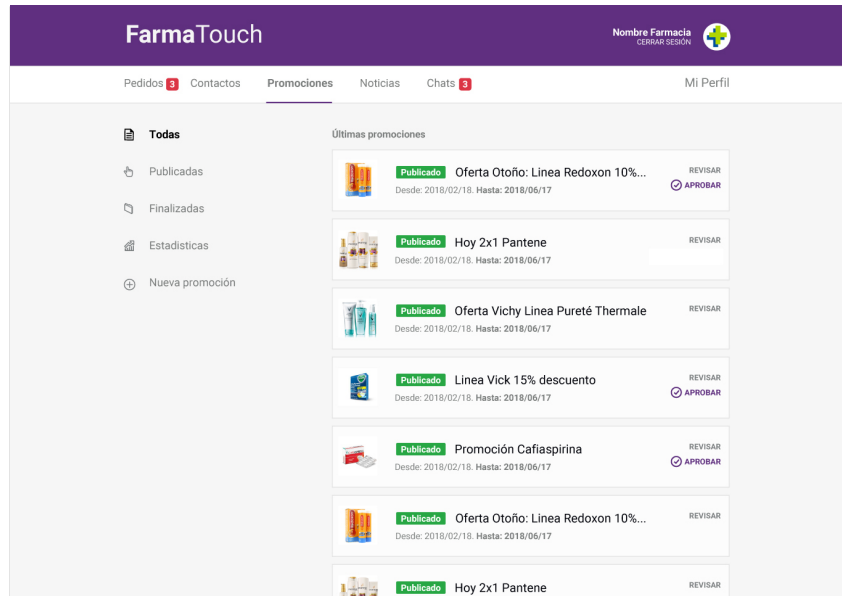 FarmaTouch
Nombre Farmacia
CERRAR SESIÓN
Pedidos 3 Contactos Promociones Noticias Chats 3 Mi Perfil
Todas
Publicadas
Finalizadas
Estadisticas
Nueva promoción
Últimas promociones
Publicado Oferta Otoño: Linea Redoxon 10%... REVISAR
Desde: 2018/02/18. Hasta: 2018/06/17 APROBAR
Publicado Hoy 2x1 Pantene REVISAR
Desde: 2018/02/18. Hasta: 2018/06/17
Publicado Oferta Vichy Linea Pureté Thermale REVISAR
Desde: 2018/02/18. Hasta: 2018/06/17
Publicado Linea Vick 15% descuento REVISAR
Desde: 2018/02/18. Hasta: 2018/06/17 APROBAR
Publicado Promoción Cafiaspirina REVISAR
Desde: 2018/02/18. Hasta: 2018/06/17 APROBAR
Publicado Oferta Otoño: Linea Redoxon 10%... REVISAR
Desde: 2018/02/18. Hasta: 2018/06/17
Publicado Hoy 2x1 Pantene REVISAR